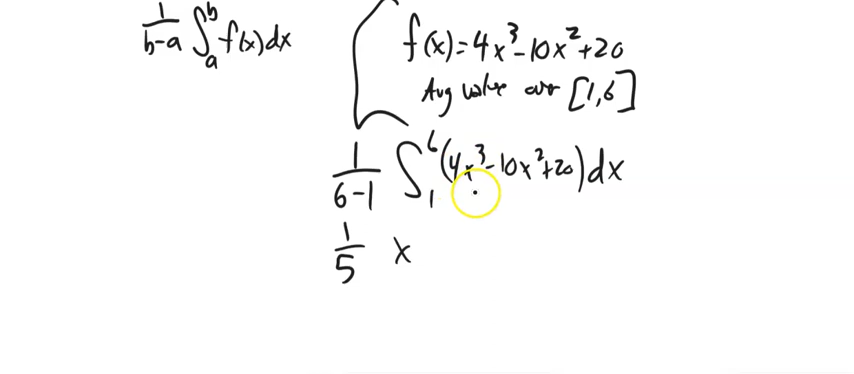 1/(b-a) ∫_a^b f(x)dx
f(x)=4x³-10x²+20
Avg value over [1,6]
1/(6-1) ∫_1^6 (4x³-10x²+20)dx
1/5 x